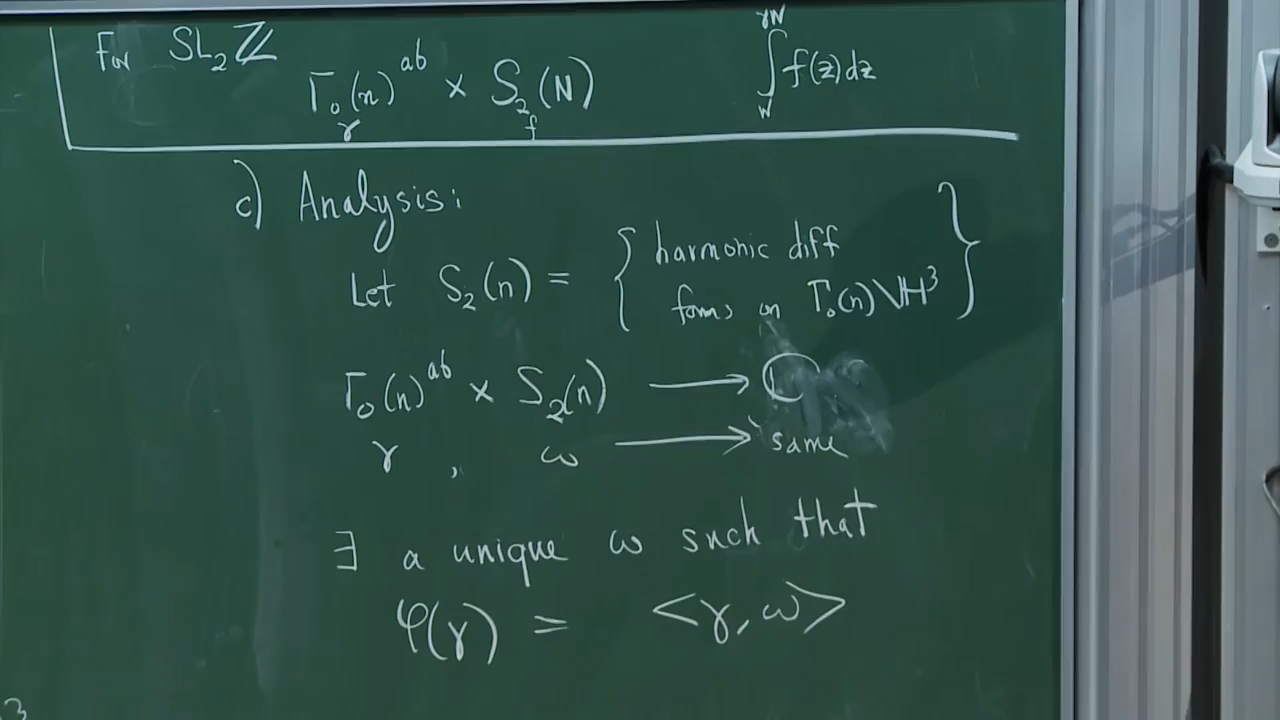 For SL₂ℤ
Γ₀(n)^ab × S₂(N)
γ f
∫_w^γw f(z)dz
c) Analysis:
Let S₂(n) = { harmonic diff
forms on Γ₀(n)\ℍ³ }
Γ₀(n)^ab × S₂(n) ⟶
γ , ω ⟶ same
∃ a unique ω such that
φ(γ) = <γ, ω>
3